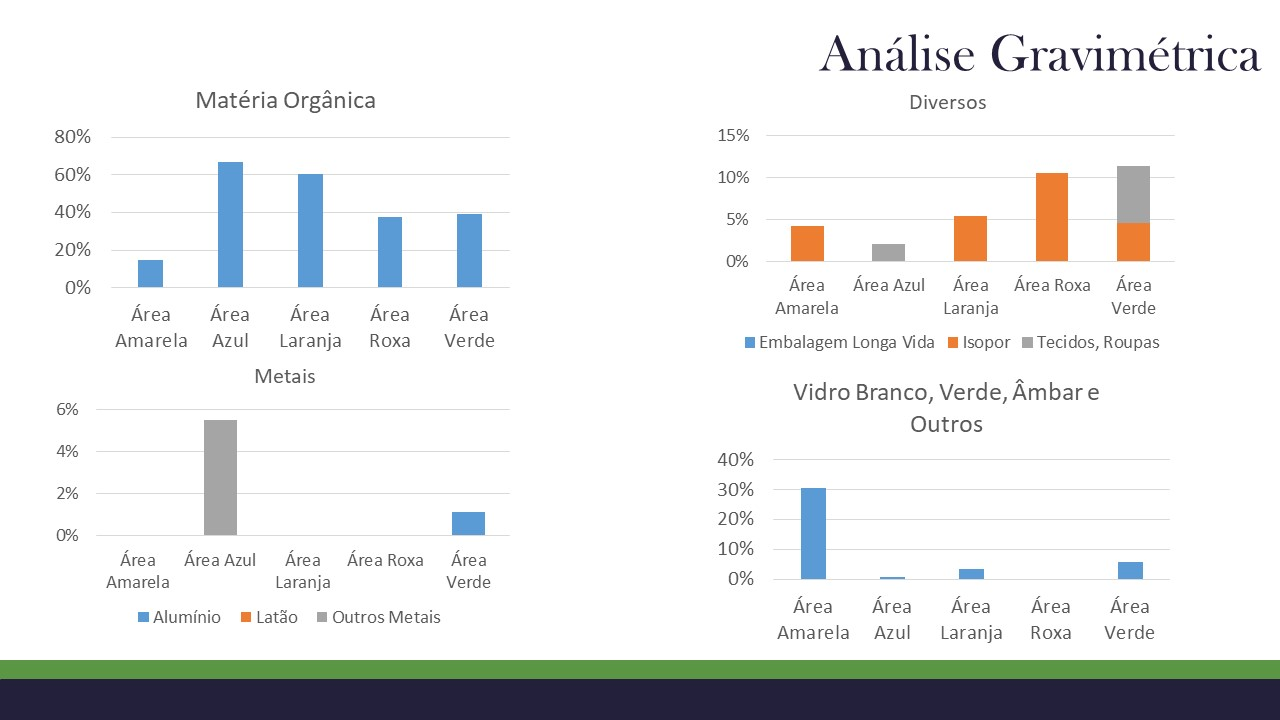 Análise Gravimétrica
Matéria Orgânica
80%
60%
40%
20%
0%
Área
Amarela
Área
Azul
Área
Laranja
Área
Roxa
Área
Verde
Diversos
15%
10%
5%
0%
Área
Amarela
Área Azul
Área
Laranja
Área Roxa
Área
Verde
Embalagem Longa Vida
Isopor
Tecidos, Roupas
Metais
6%
4%
2%
0%
Área
Amarela
Área Azul
Área
Laranja
Área Roxa
Área
Verde
Alumínio
Latão
Outros Metais
Vidro Branco, Verde, Âmbar e
Outros
40%
30%
20%
10%
0%
Área
Amarela
Área
Azul
Área
Laranja
Área
Roxa
Área
Verde